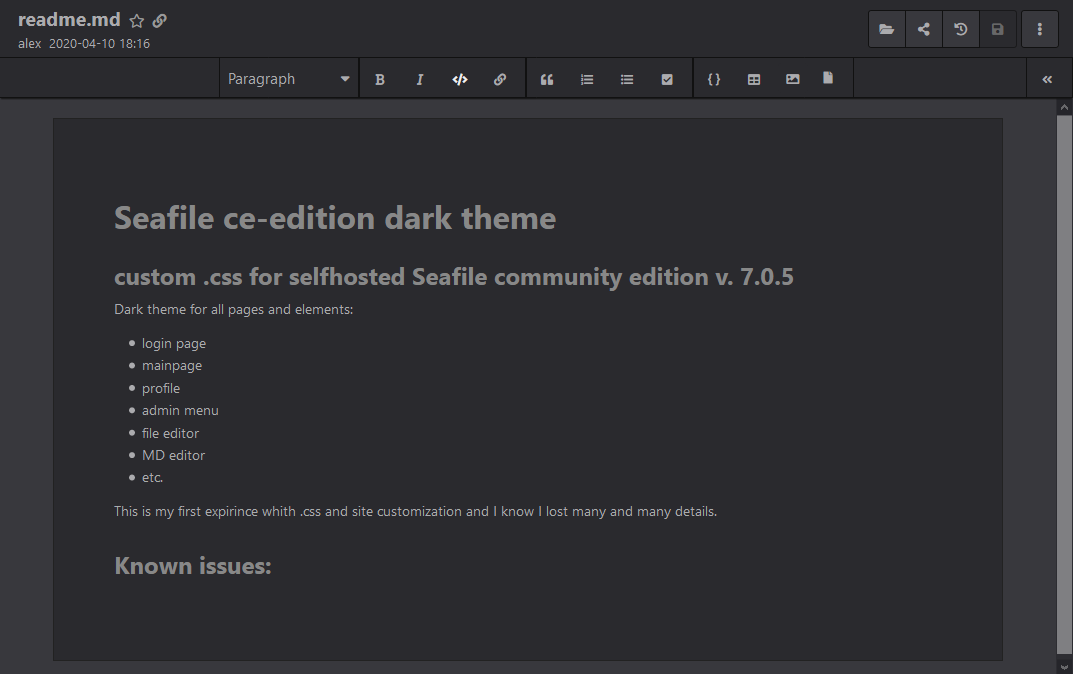 readme.md
alex 2020-04-10 18:16
Paragraph
B I </> {}
Seafile ce-edition dark theme
custom .css for selfhosted Seafile community edition v. 7.0.5
Dark theme for all pages and elements:
login page
mainpage
profile
admin menu
file editor
MD editor
etc.
This is my first expirince whith .css and site customization and I know I lost many and many details.
Known issues: